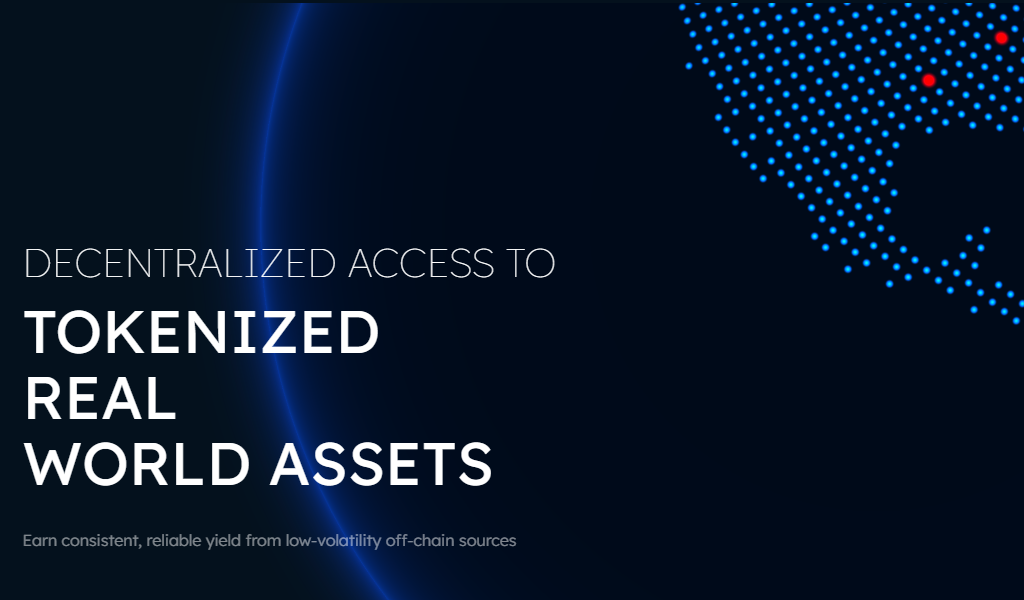 DECENTRALIZED ACCESS TO
TOKENIZED
REAL
WORLD ASSETS
Earn consistent, reliable yield from low-volatility off-chain sources